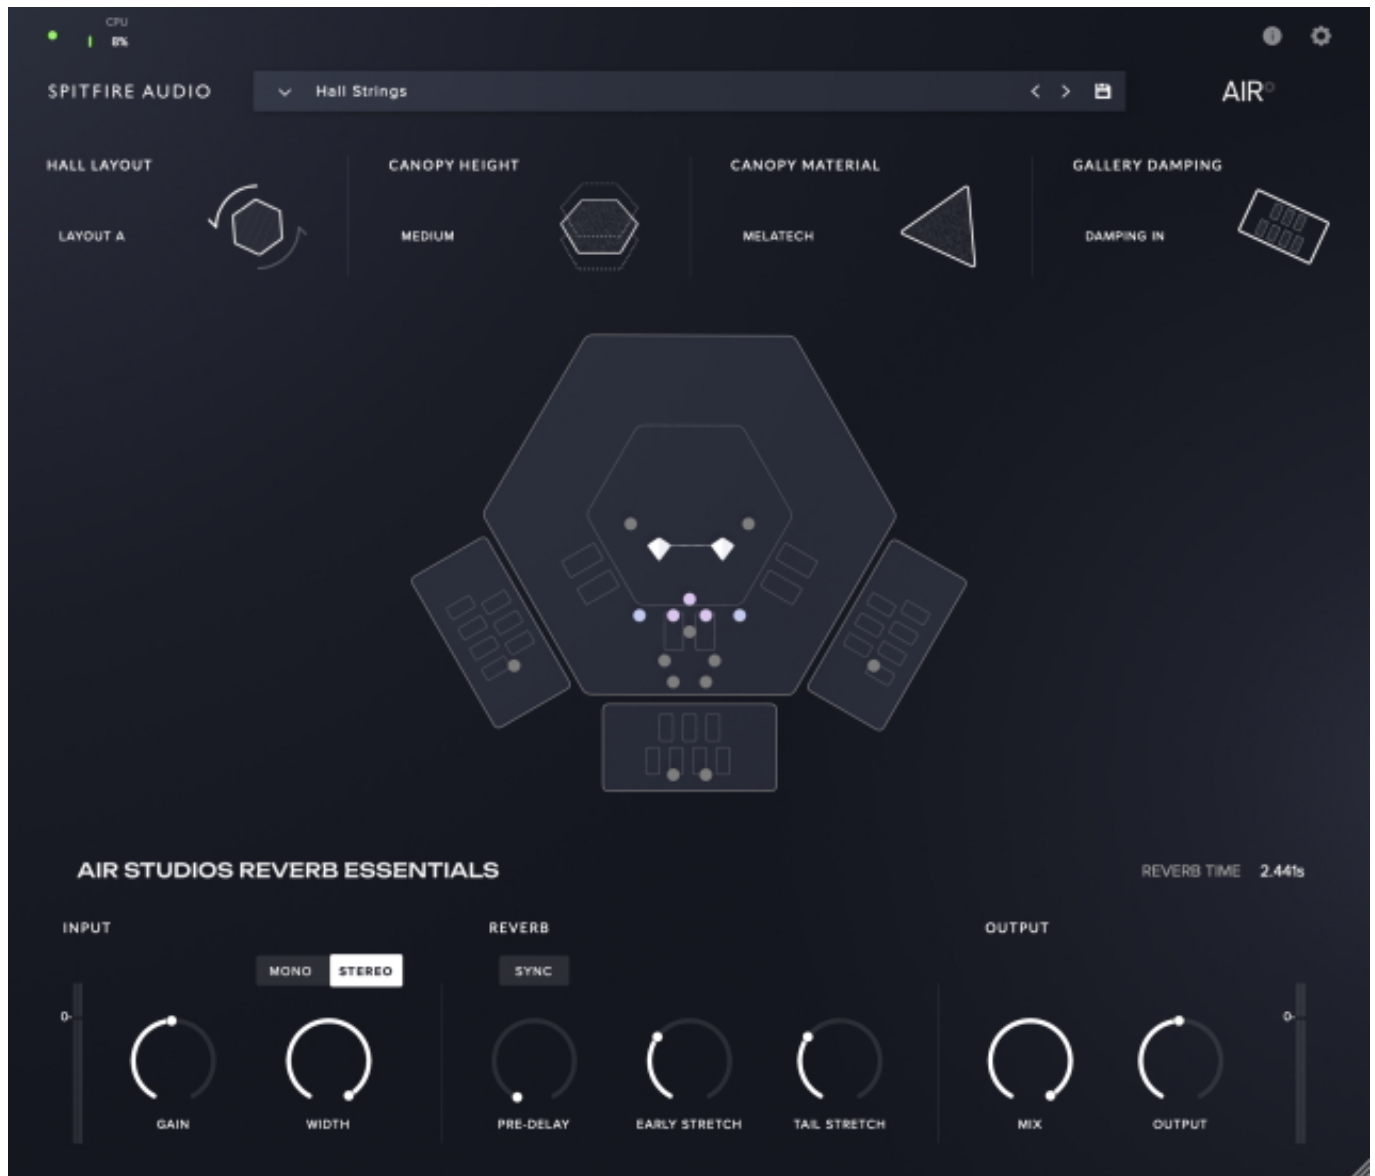 CPU
8%
SPITFIRE AUDIO
Hall Strings
AIR
HALL LAYOUT
CANOPY HEIGHT
CANOPY MATERIAL
GALLERY DAMPING
LAYOUT A
MEDIUM
MELATECH
DAMPING IN
AIR STUDIOS REVERB ESSENTIALS
REVERB TIME 2.441s
INPUT
REVERB
OUTPUT
MONO STEREO
SYNC
0-
0-
GAIN
WIDTH
PRE-DELAY
EARLY STRETCH
TAIL STRETCH
MIX
OUTPUT